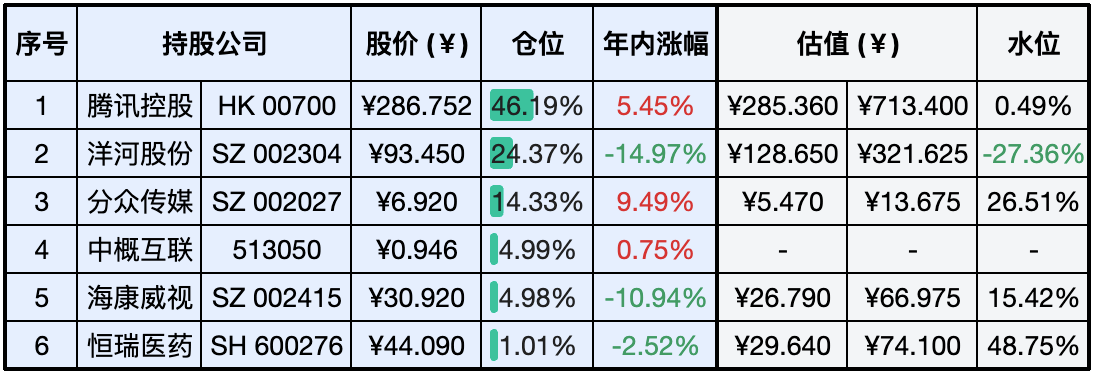 序号 持股公司 股价 (¥) 仓位 年内涨幅 估值 (¥) 水位
1 腾讯控股 HK 00700 ¥286.752 46.19% 5.45% ¥285.360 ¥713.400 0.49%
2 洋河股份 SZ 002304 ¥93.450 24.37% -14.97% ¥128.650 ¥321.625 -27.36%
3 分众传媒 SZ 002027 ¥6.920 14.33% 9.49% ¥5.470 ¥13.675 26.51%
4 中概互联 513050 ¥0.946 4.99% 0.75% - - -
5 海康威视 SZ 002415 ¥30.920 4.98% -10.94% ¥26.790 ¥66.975 15.42%
6 恒瑞医药 SH 600276 ¥44.090 1.01% -2.52% ¥29.640 ¥74.100 48.75%